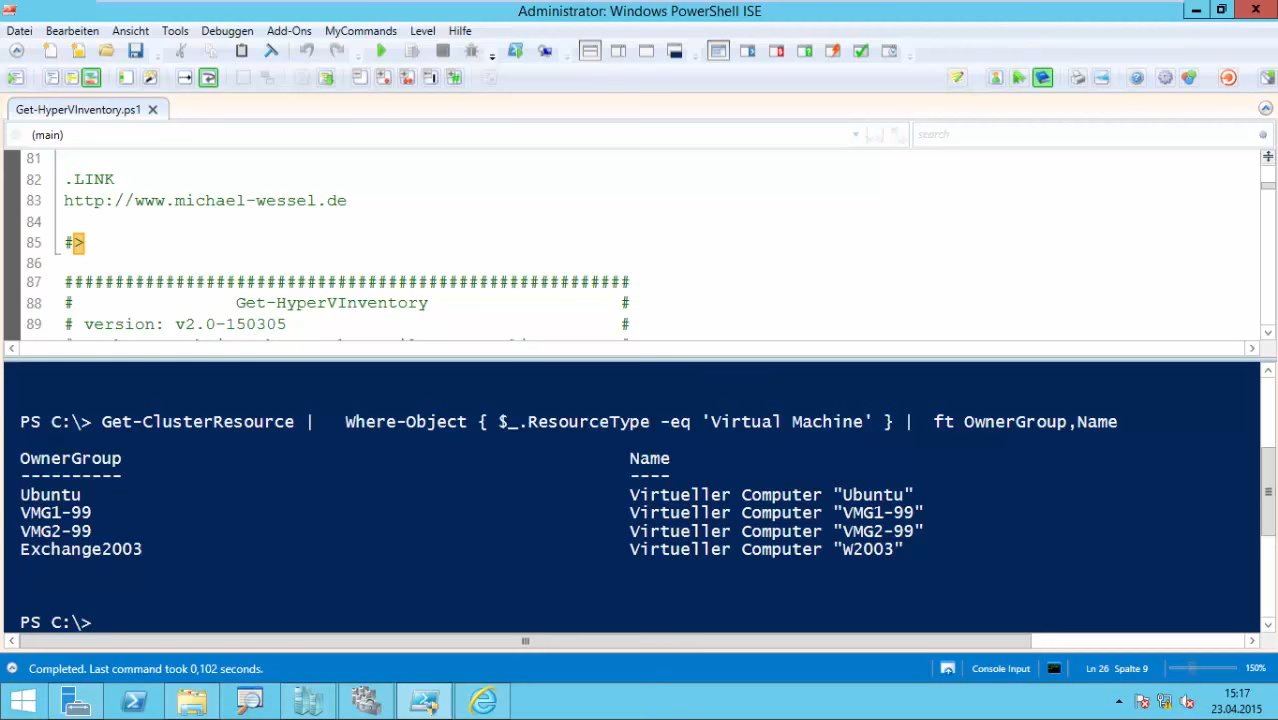 Administrator: Windows PowerShell ISE
Datei Bearbeiten Ansicht Tools Debuggen Add-Ons MyCommands Level Hilfe
Get-HyperVInventory.ps1
(main)
search
81
82 .LINK
83 http://www.michael-wessel.de
84
85 #>
86
87 ########################################################
88 # Get-HyperVInventory #
89 # version: v2.0-150305 #
PS C:\> Get-ClusterResource | Where-Object { $_.ResourceType -eq 'Virtual Machine' } | ft OwnerGroup,Name
OwnerGroup Name
---------- ----
Ubuntu Virtueller Computer "Ubuntu"
VMG1-99 Virtueller Computer "VMG1-99"
VMG2-99 Virtueller Computer "VMG2-99"
Exchange2003 Virtueller Computer "W2003"
PS C:\>
Completed. Last command took 0,102 seconds. Console Input Ln 26 Spalte 9 150%
15:17
23.04.2015